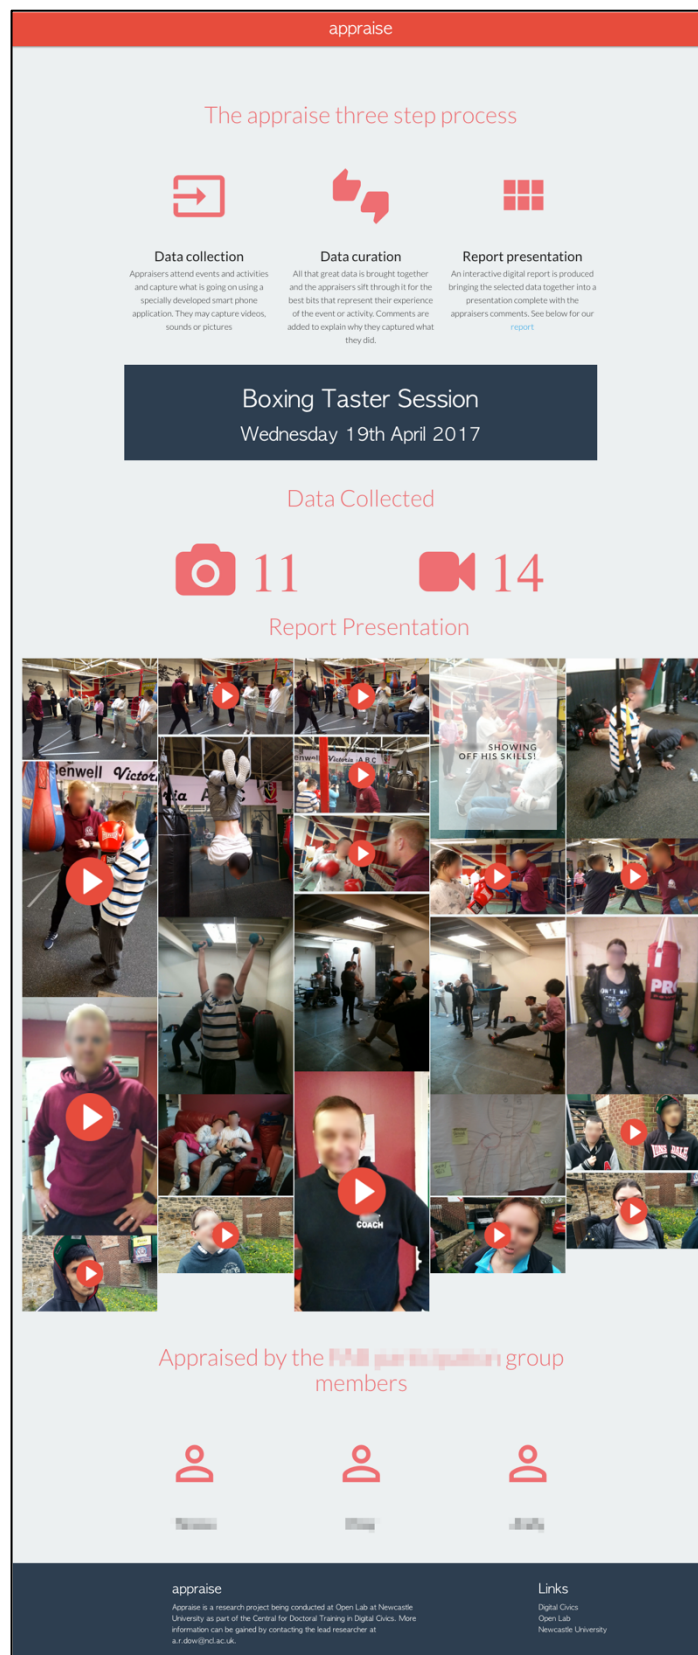 appraise
The appraise three step process
Data collection
Appraisers attend events and activities
and capture what is going on using a
specially developed smart phone
application. They may capture videos,
sounds or pictures
Data curation
All that great data is brought together
and the appraisers sift through it for the
best bits that represent their experience
of the event or activity. Comments are
added to explain why they captured what
they did.
Report presentation
An interactive digital report is produced
bringing the selected data together into a
presentation complete with the
appraisers comments. See below for our
report
Boxing Taster Session
Wednesday 19th April 2017
Data Collected
11
14
Report Presentation
SHOWING
OFF HIS SKILLS!
Benwell Victoria
ia A B C
Victoria A B C
PRO
COACH
LONSDALE
Appraised by the group
members
appraise
Appraise is a research project being conducted at Open Lab at Newcastle
University as part of the Central for Doctoral Training in Digital Civics. More
information can be gained by contacting the lead researcher at
a.r.dow@ncl.ac.uk.
Links
Digital Civics
Open Lab
Newcastle University